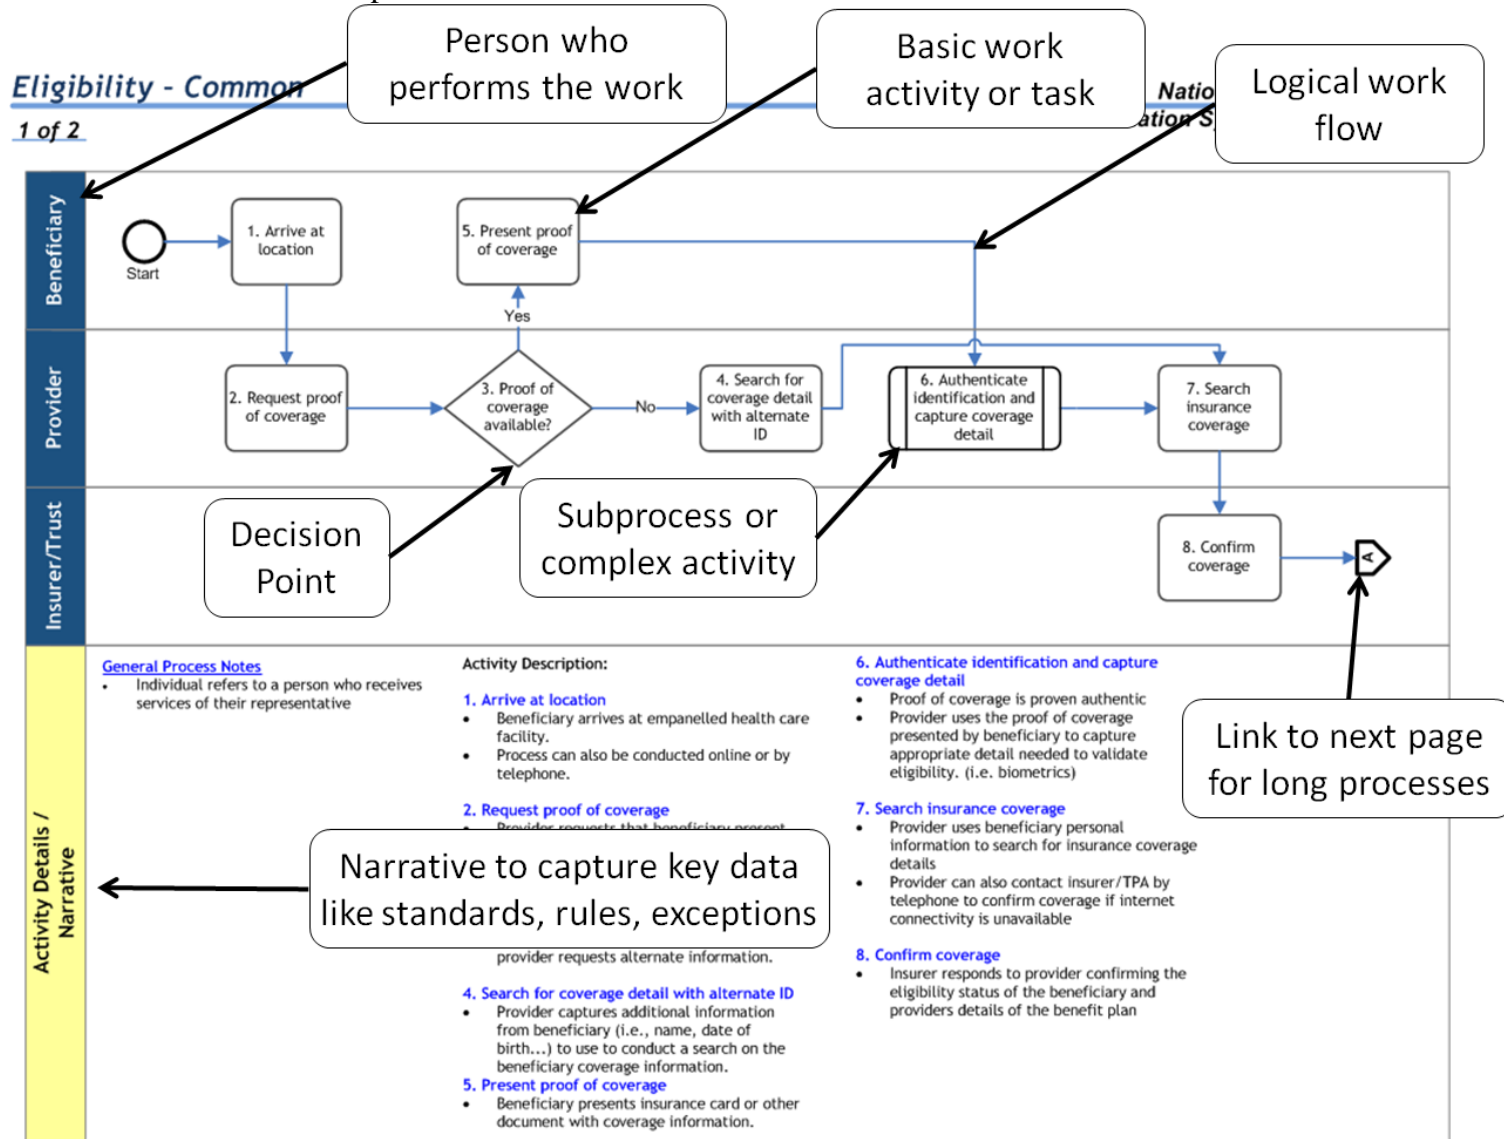 Person who
performs the work
Basic work
activity or task
Logical work
flow
Eligibility - Common
Natio
ation S
1 of 2
Beneficiary
Start
1. Arrive at
location
5. Present proof
of coverage
Yes
Provider
2. Request proof
of coverage
3. Proof of
coverage
available?
No
4. Search for
coverage detail
with alternate
ID
6. Authenticate
identification and
capture coverage
detail
7. Search
insurance
coverage
Decision
Point
Subprocess or
complex activity
Insurer/Trust
8. Confirm
coverage
A
Link to next page
for long processes
Activity Details /
Narrative
General Process Notes
• Individual refers to a person who receives
services of their representative
Narrative to capture key data
like standards, rules, exceptions
Activity Description:
1. Arrive at location
• Beneficiary arrives at empanelled health care
facility.
• Process can also be conducted online or by
telephone.
2. Request proof of coverage
• Provider requests that beneficiary present
provider requests alternate information.
4. Search for coverage detail with alternate ID
• Provider captures additional information
from beneficiary (i.e., name, date of
birth...) to use to conduct a search on the
beneficiary coverage information.
5. Present proof of coverage
• Beneficiary presents insurance card or other
document with coverage information.
6. Authenticate identification and capture
coverage detail
• Proof of coverage is proven authentic
• Provider uses the proof of coverage
presented by beneficiary to capture
appropriate detail needed to validate
eligibility. (i.e. biometrics)
7. Search insurance coverage
• Provider uses beneficiary personal
information to search for insurance coverage
details
• Provider can also contact insurer/TPA by
telephone to confirm coverage if internet
connectivity is unavailable
8. Confirm coverage
• Insurer responds to provider confirming the
eligibility status of the beneficiary and
providers details of the benefit plan